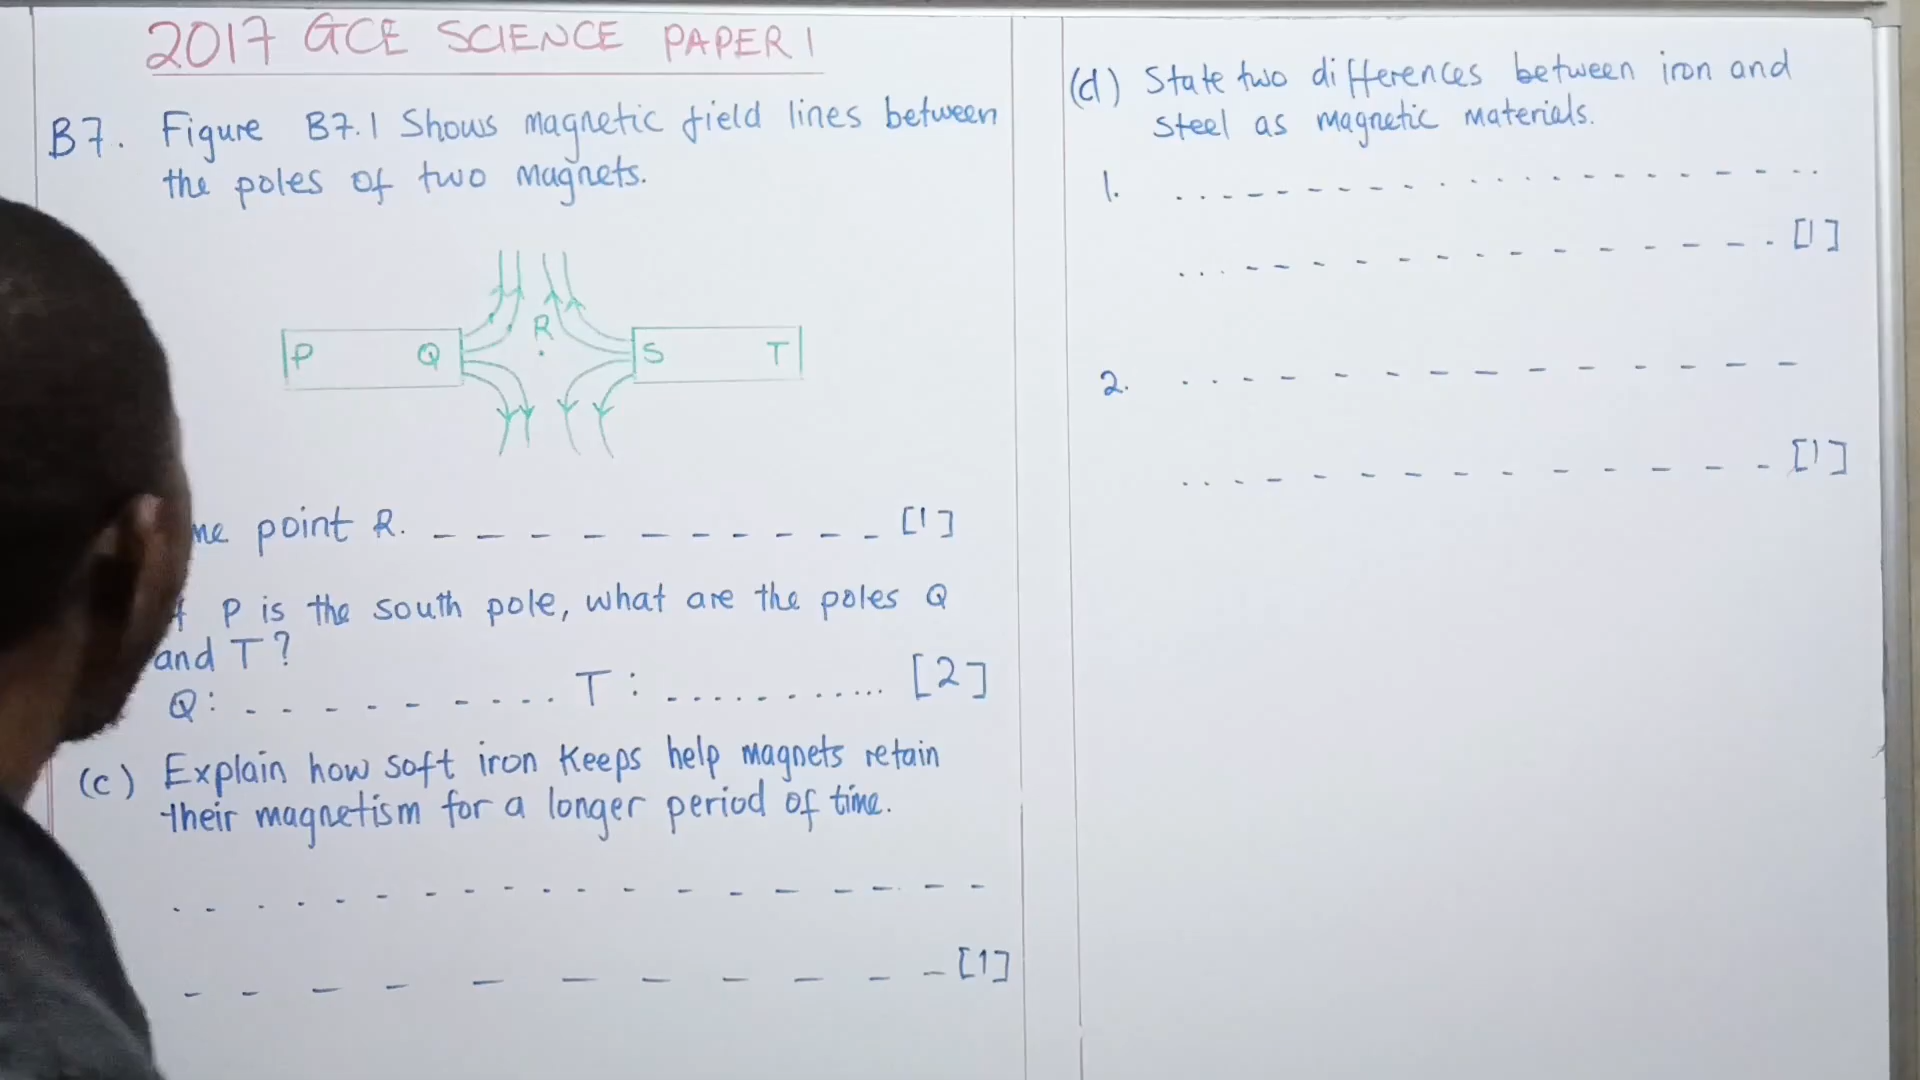 2017 GCE SCIENCE PAPER 1
B7. Figure B7.1 Shows magnetic field lines between
the poles of two magnets.
P Q R S T
point R. [1]
P is the south pole, what are the poles Q
and T?
Q: T: [2]
(c) Explain how soft iron Keeps help magnets retain
their magnetism for a longer period of time.
[1]
(d) State two differences between iron and
Steel as magnetic materials.
1.
[1]
2.
[1]